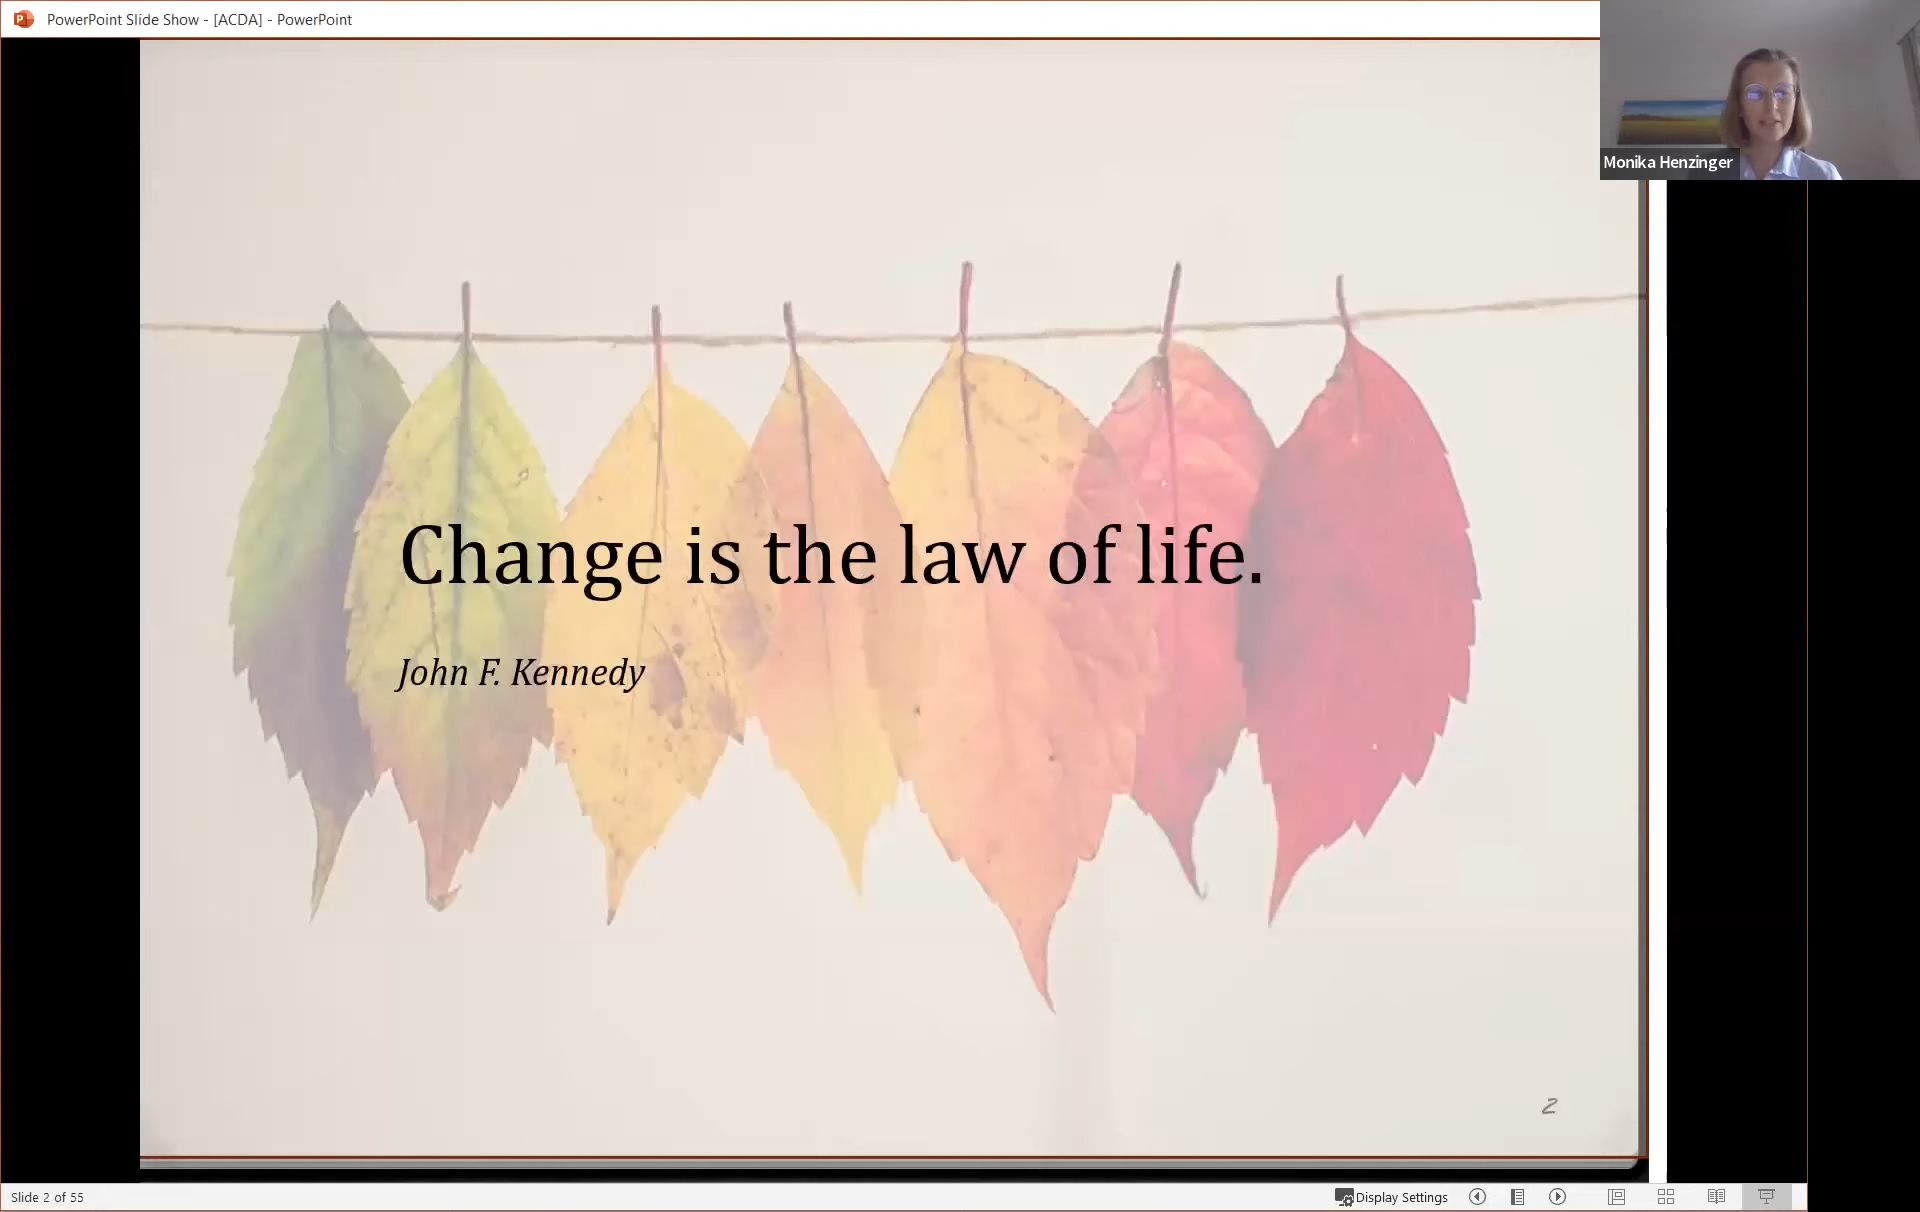 PowerPoint Slide Show - [ACDA] - PowerPoint
Monika Henzinger
Change is the law of life.
John F. Kennedy
2
Slide 2 of 55
Display Settings